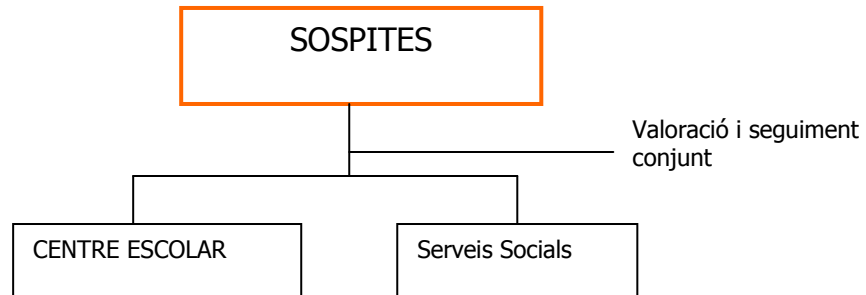 SOSPITES
Valoració i seguiment
conjunt
CENTRE ESCOLAR
Serveis Socials